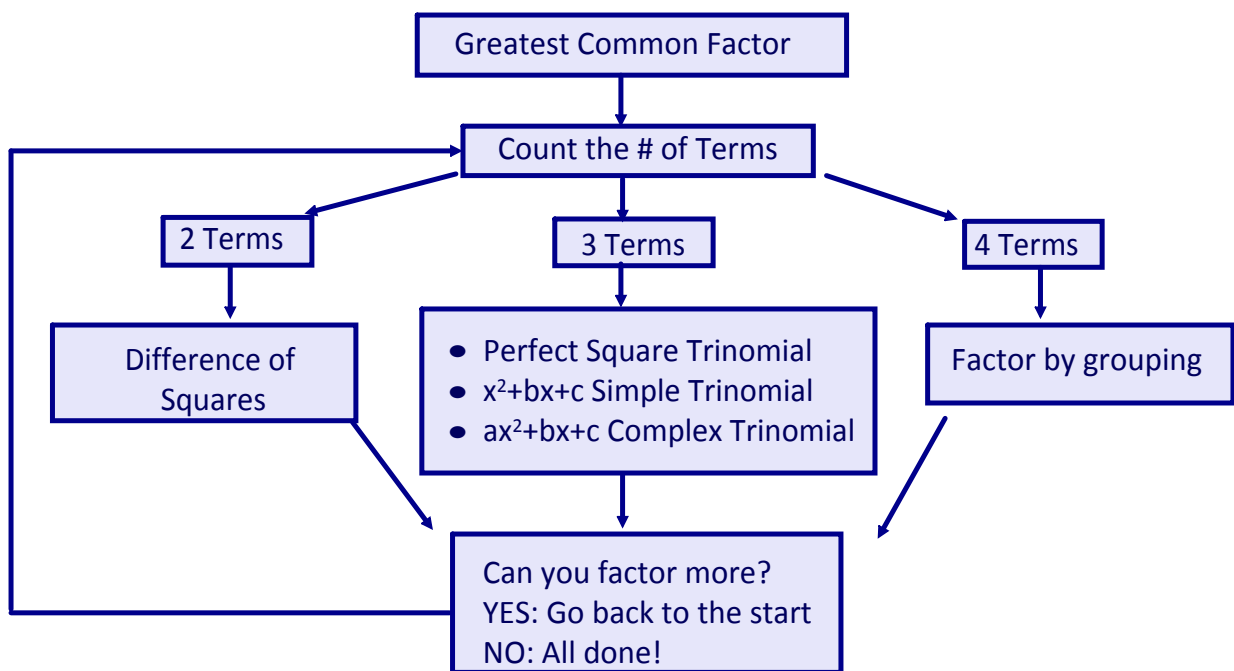 Greatest Common Factor
Count the # of Terms
2 Terms
3 Terms
4 Terms
Difference of
Squares
• Perfect Square Trinomial
• x²+bx+c Simple Trinomial
• ax²+bx+c Complex Trinomial
Factor by grouping
Can you factor more?
YES: Go back to the start
NO: All done!